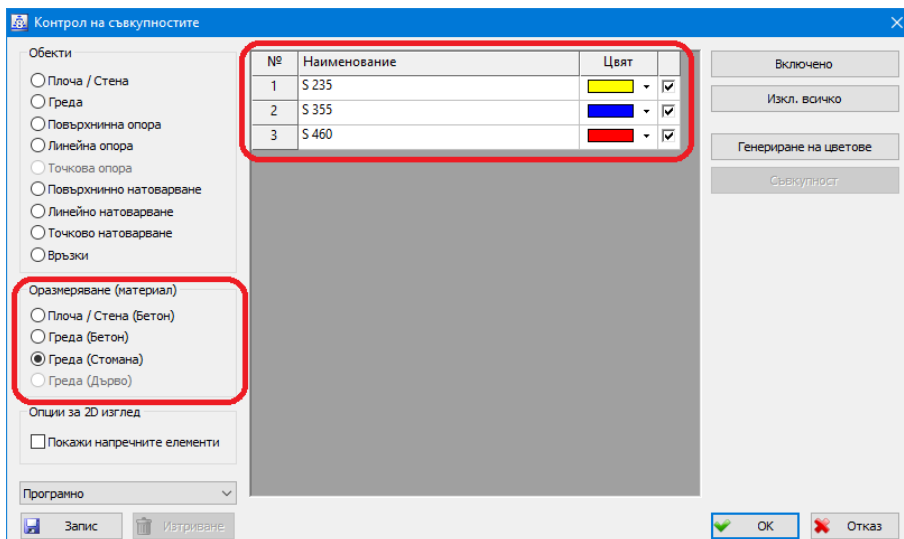 Контрол на съвкупностите
Обекти
Плоча / Стена
Греда
Повърхнинна опора
Линейна опора
Точкова опора
Повърхнинно натоварване
Линейно натоварване
Точково натоварване
Връзки
Оразмеряване (материал)
Плоча / Стена (Бетон)
Греда (Бетон)
Греда (Стомана)
Греда (Дърво)
Опции за 2D изглед
Покажи напречните елементи
Програмно
Запис Изтриване
№ Наименование Цвят
1 S 235
2 S 355
3 S 460
Включено
Изкл. всичко
Генериране на цветове
Съвкупност
OK Отказ